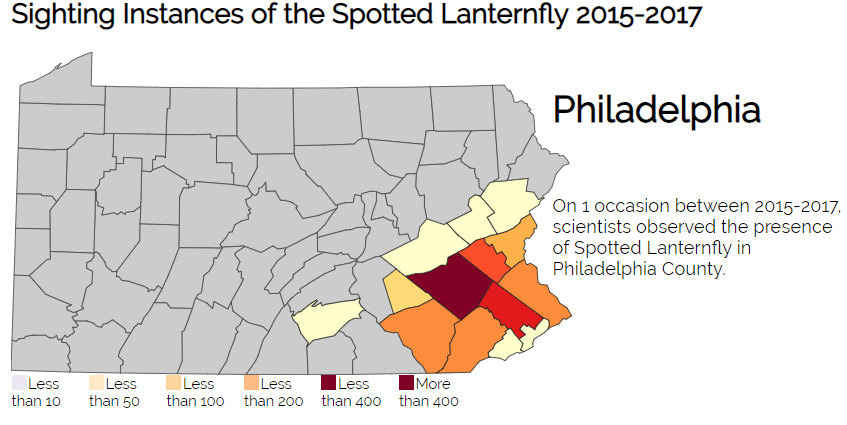 Sighting Instances of the Spotted Lanternfly 2015-2017
Philadelphia
On 1 occasion between 2015-2017,
scientists observed the presence
of Spotted Lanternfly in
Philadelphia County.
Less than 10
Less than 50
Less than 100
Less than 200
Less than 400
More than 400